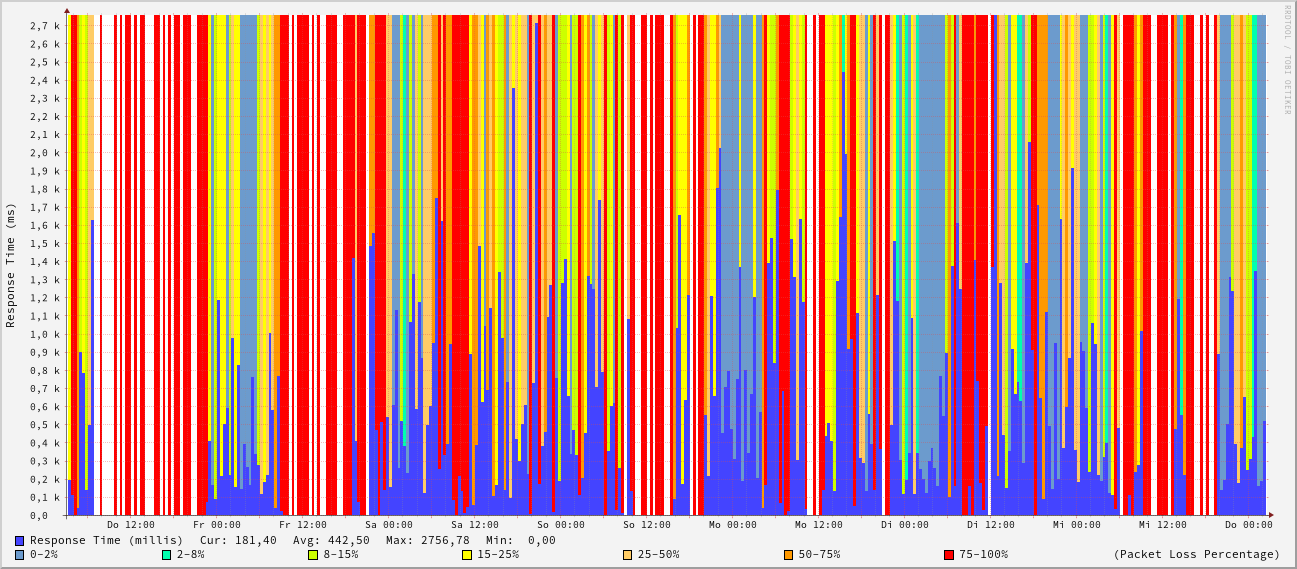 RRDTOOL / TOBI OETIKER
Response Time (ms)
2,7 k
2,6 k
2,5 k
2,4 k
2,3 k
2,2 k
2,1 k
2,0 k
1,9 k
1,8 k
1,7 k
1,6 k
1,5 k
1,4 k
1,3 k
1,2 k
1,1 k
1,0 k
0,9 k
0,8 k
0,7 k
0,6 k
0,5 k
0,4 k
0,3 k
0,2 k
0,1 k
0,0
Do 12:00 Fr 00:00 Fr 12:00 Sa 00:00 Sa 12:00 So 00:00 So 12:00 Mo 00:00 Mo 12:00 Di 00:00 Di 12:00 Mi 00:00 Mi 12:00 Do 00:00
Response Time (millis) Cur: 181,40 Avg: 442,50 Max: 2756,78 Min: 0,00
0-2% 2-8% 8-15% 15-25% 25-50% 50-75% 75-100% (Packet Loss Percentage)